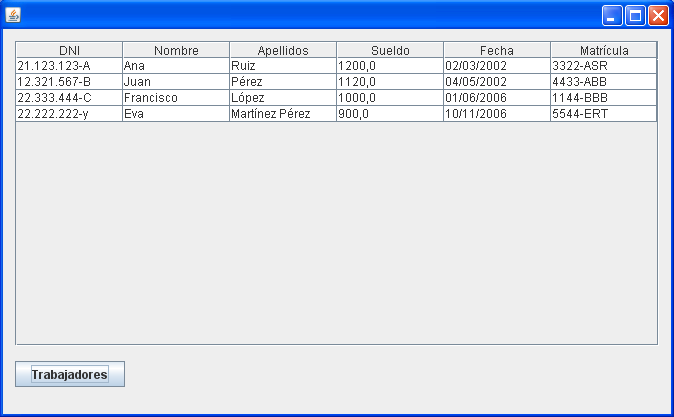 DNI Nombre Apellidos Sueldo Fecha Matrícula
21.123.123-A Ana Ruiz 1200,0 02/03/2002 3322-ASR
12.321.567-B Juan Pérez 1120,0 04/05/2002 4433-ABB
22.333.444-C Francisco López 1000,0 01/06/2006 1144-BBB
22.222.222-y Eva Martínez Pérez 900,0 10/11/2006 5544-ERT
Trabajadores